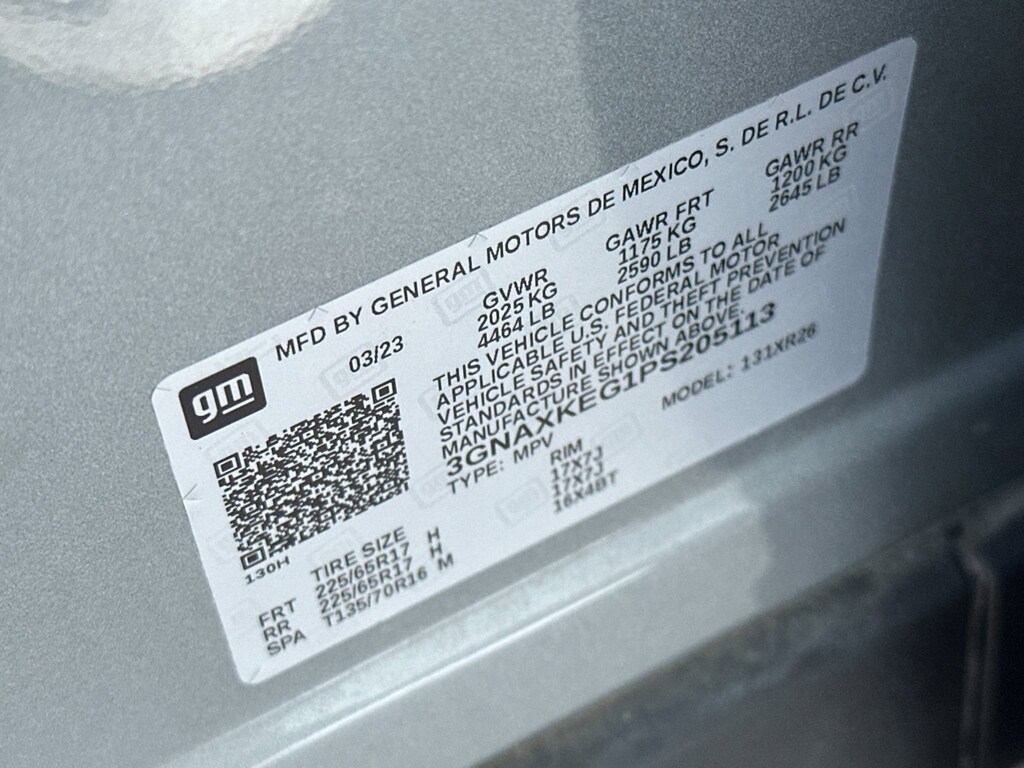 gm
MFD BY GENERAL MOTORS DE MEXICO, S. DE R.L. DE C.V.
03/23
GVWR GAWR FRT GAWR RR
2025 KG 1175 KG 1200 KG
4464 LB 2590 LB 2645 LB
THIS VEHICLE CONFORMS TO ALL
APPLICABLE U.S. FEDERAL MOTOR
VEHICLE SAFETY AND THEFT PREVENTION
STANDARDS IN EFFECT ON THE DATE OF
MANUFACTURE SHOWN ABOVE.
3GNAXKEG1PS205113
TYPE: MPV MODEL: 131XR26
130H
TIRE SIZE RIM
FRT 225/65R17 H 17X7J
RR 225/65R17 H 17X7J
SPA T135/70R16 M 16X4BT